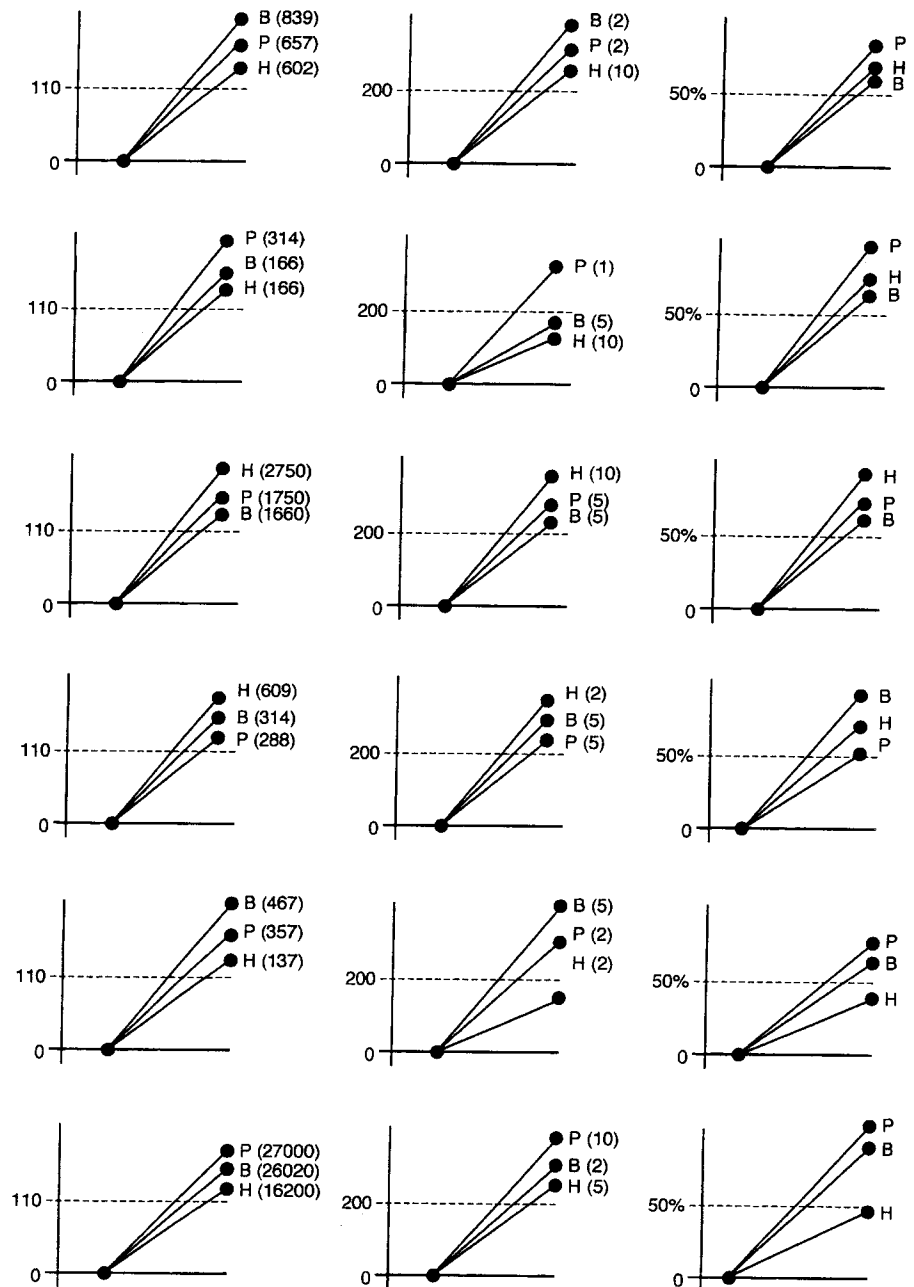 B (839)
P (657)
H (602)
110
0
B (2)
P (2)
H (10)
200
0
P
H
B
50%
0
P (314)
B (166)
H (166)
110
0
P (1)
200
B (5)
H (10)
0
P
H
B
50%
0
H (2750)
P (1750)
B (1660)
110
0
H (10)
P (5)
B (5)
200
0
H
P
B
50%
0
H (609)
B (314)
P (288)
110
0
H (2)
B (5)
P (5)
200
0
B
H
P
50%
0
B (467)
P (357)
H (137)
110
0
B (5)
P (2)
H (2)
200
0
P
B
50%
H
0
P (27000)
B (26020)
H (16200)
110
0
P (10)
B (2)
H (5)
200
0
P
B
50%
H
0